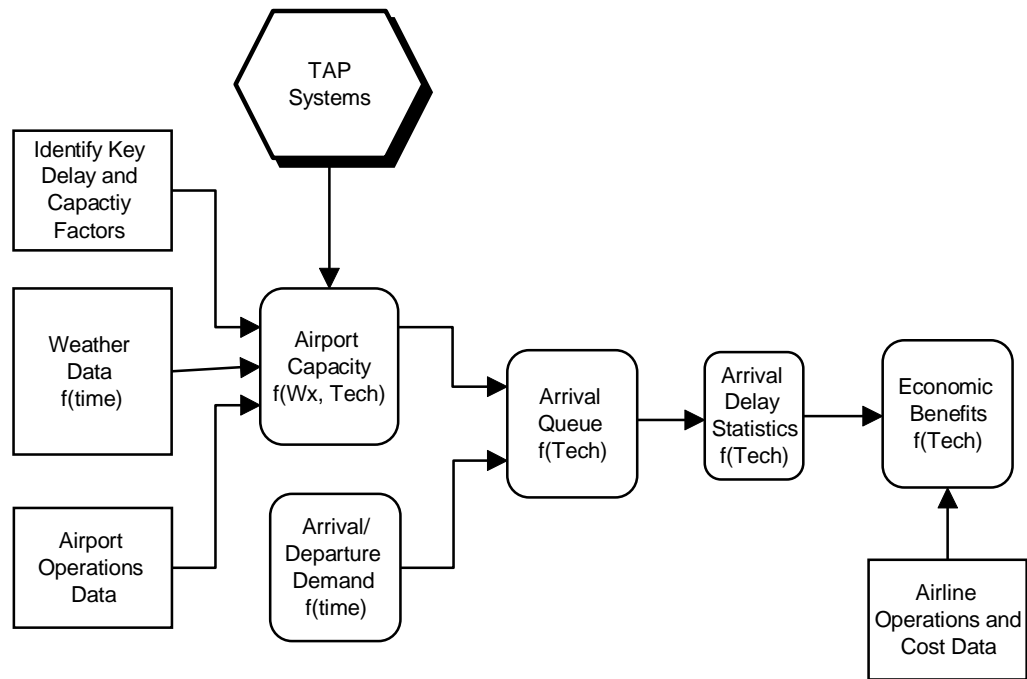 TAP
Systems
Identify Key
Delay and
Capactiy
Factors
Weather
Data
f(time)
Airport
Operations
Data
Airport
Capacity
f(Wx, Tech)
Arrival/
Departure
Demand
f(time)
Arrival
Queue
f(Tech)
Arrival
Delay
Statistics
f(Tech)
Economic
Benefits
f(Tech)
Airline
Operations and
Cost Data